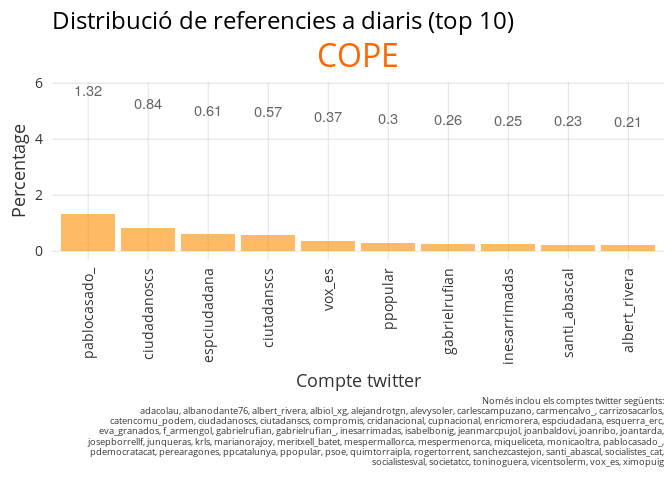 Distribució de referencies a diaris (top 10)
COPE
Percentage
6
4
2
0
1.32
0.84
0.61
0.57
0.37
0.3
0.26
0.25
0.23
0.21
pablocasado_
ciudadanoscs
espciudadana
ciutadanscs
vox_es
ppopular
gabrielrufian
inesarrimadas
santi_abascal
albert_rivera
Compte twitter
Només inclou els comptes twitter següents:
adacolau, albanodante76, albert_rivera, albiol_xg, alejandrotgn, alevysoler, carlescampuzano, carmencalvo_, carrizosacarlos,
catencomu_podem, ciudadanoscs, ciutadanscs, compromis, cridanacional, cupnacional, enricmorera, espciudadana, esquerra_erc,
eva_granados, f_armengol, gabrielrufian, gabrielrufian_, inesarrimadas, isabelbonig, jeanmarcpujol, joanbaldovi, joanribo, joantarda,
josepborrellf, junqueras, krls, marianorajoy, meritxell_batet, mespermallorca, mespermenorca, miqueliceta, monicaoltra, pablocasado_,
pdemocratacat, perearagones, ppcatalunya, ppopular, psoe, quimtorraipla, rogertorrent, sanchezcastejon, santi_abascal, socialistes_cat,
socialistesval, societatcc, toninoguera, vicentsolerm, vox_es, ximopuig